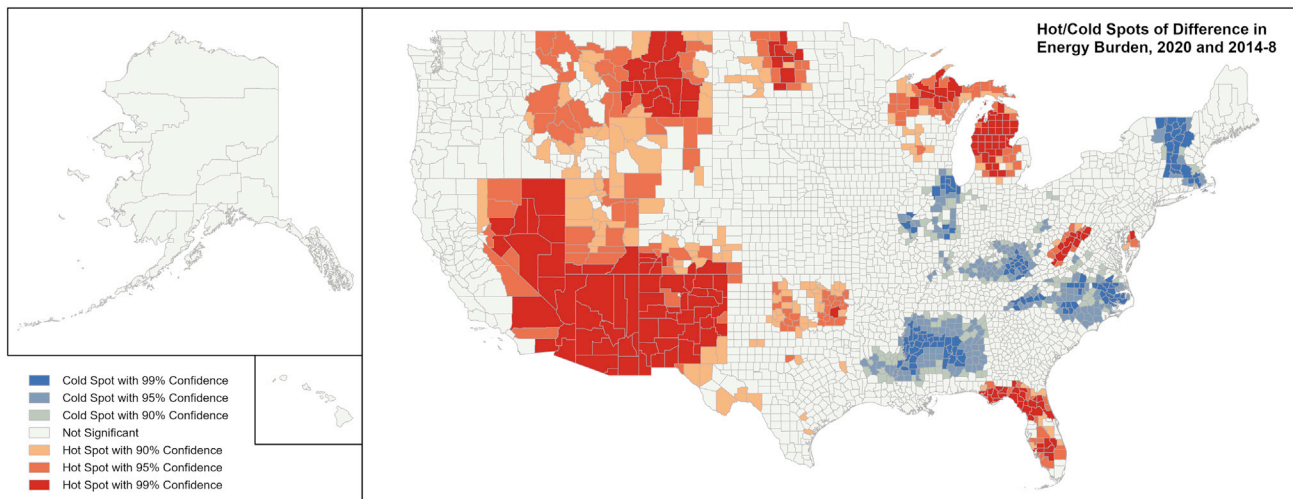 Hot/Cold Spots of Difference in
Energy Burden, 2020 and 2014-8
Cold Spot with 99% Confidence
Cold Spot with 95% Confidence
Cold Spot with 90% Confidence
Not Significant
Hot Spot with 90% Confidence
Hot Spot with 95% Confidence
Hot Spot with 99% Confidence